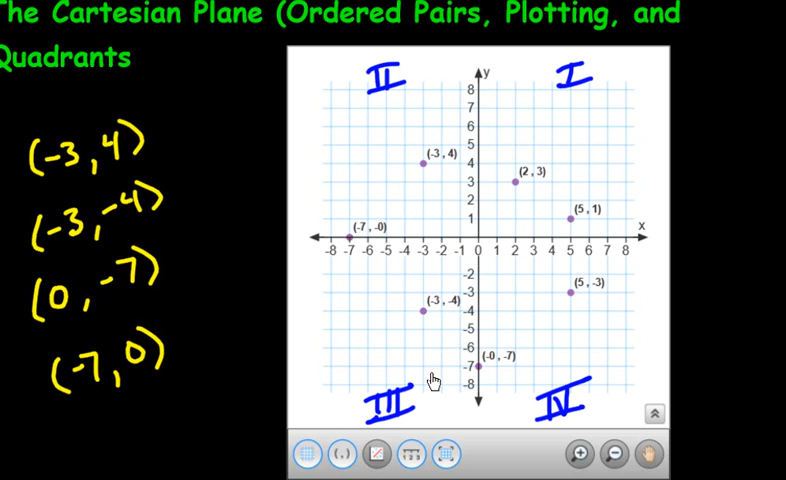 The Cartesian Plane (Ordered Pairs, Plotting, and
Quadrants
(-3,4)
(-3,-4)
(0,-7)
(-7,0)
II
I
y
8
7
6
5
4
3
2
1
(-3, 4)
(2, 3)
(5, 1)
(-7, -0)
x
-8 -7 -6 -5 -4 -3 -2 -1 0 1 2 3 4 5 6 7 8
-2
-3
-4
-5
-6
-7
-8
(5, -3)
(-3, -4)
(-0, -7)
III
IV
(,)
1 2 3